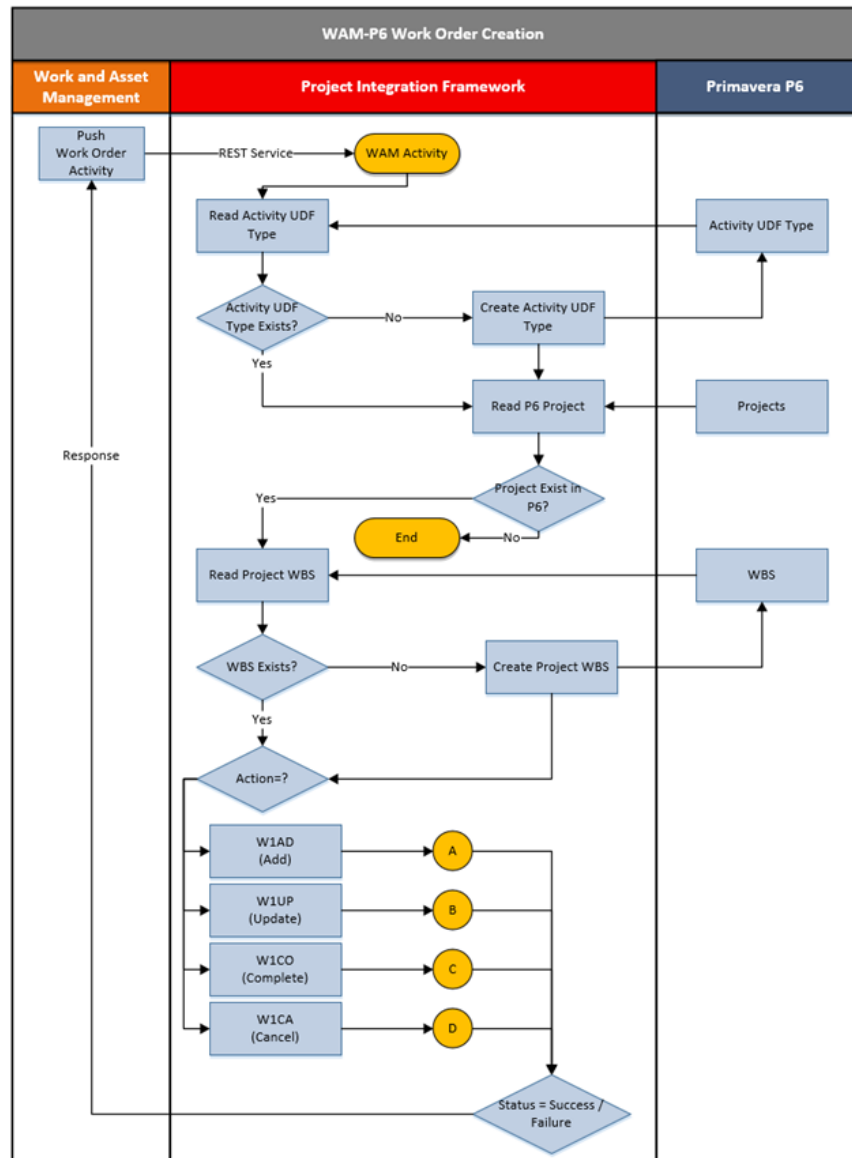 WAM-P6 Work Order Creation
Work and Asset
Management
Project Integration Framework
Primavera P6
Push
Work Order
Activity
REST Service
WAM Activity
Read Activity UDF
Type
Activity UDF Type
Activity UDF
Type Exists?
No
Create Activity UDF
Type
Yes
Read P6 Project
Projects
Response
Project Exist in
P6?
Yes
No
End
Read Project WBS
WBS
WBS Exists?
No
Create Project WBS
Yes
Action=?
W1AD
(Add)
A
W1UP
(Update)
B
W1CO
(Complete)
C
W1CA
(Cancel)
D
Status = Success /
Failure